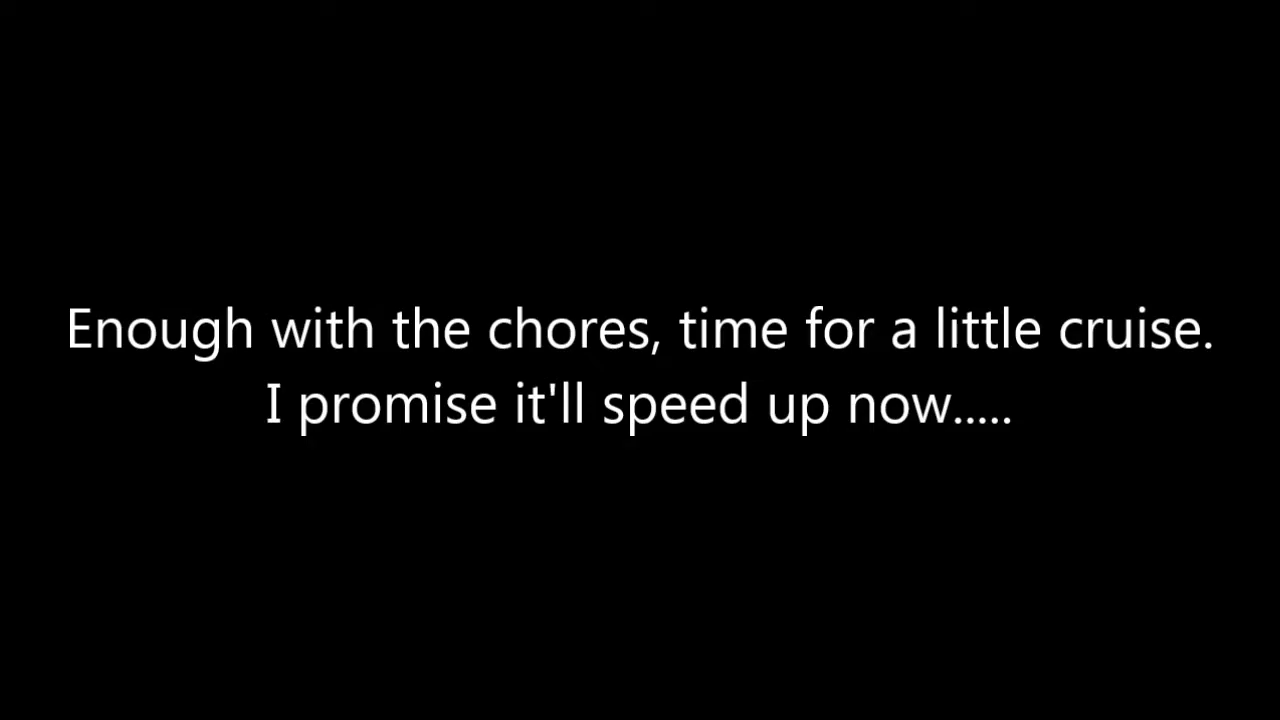 Enough with the chores, time for a little cruise.
I promise it'll speed up now.....